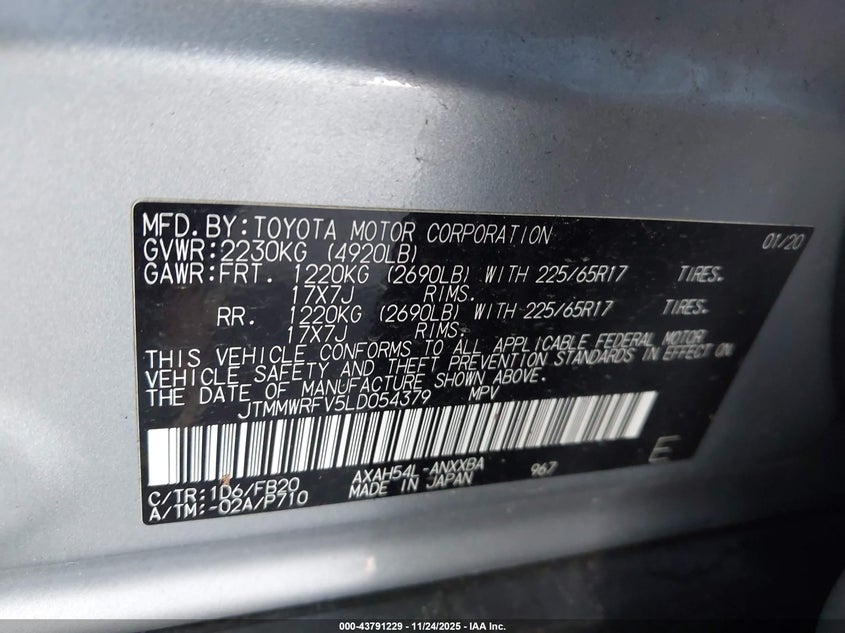 MFD. BY: TOYOTA MOTOR CORPORATION 01/20
GVWR: 2230KG (4920LB)
GAWR: FRT. 1220KG (2690LB) WITH 225/65R17 TIRES.
17X7J RIMS.
RR. 1220KG (2690LB) WITH 225/65R17 TIRES.
17X7J RIMS.
THIS VEHICLE CONFORMS TO ALL APPLICABLE FEDERAL MOTOR
VEHICLE SAFETY AND THEFT PREVENTION STANDARDS IN EFFECT ON
THE DATE OF MANUFACTURE SHOWN ABOVE.
JTMMWRFV5LD054379 MPV
C/TR: 1D6/FB20 AXAH54L-ANXXBA 967 E
A/TM: -02A/P710 MADE IN JAPAN
000-43791229 - 11/24/2025 - IAA Inc.